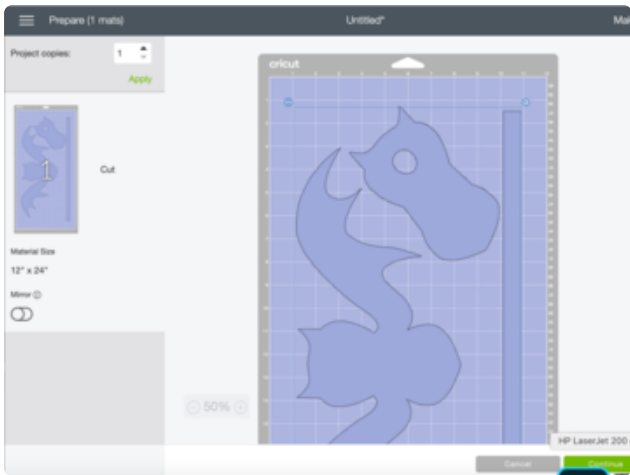 Prepare (1 mats)
Untitled*
Mak
Project copies:
1
Apply
1
Cut
Material Size
12" x 24"
Mirror
50%
cricut
HP LaserJet 200
Cancel
Continue